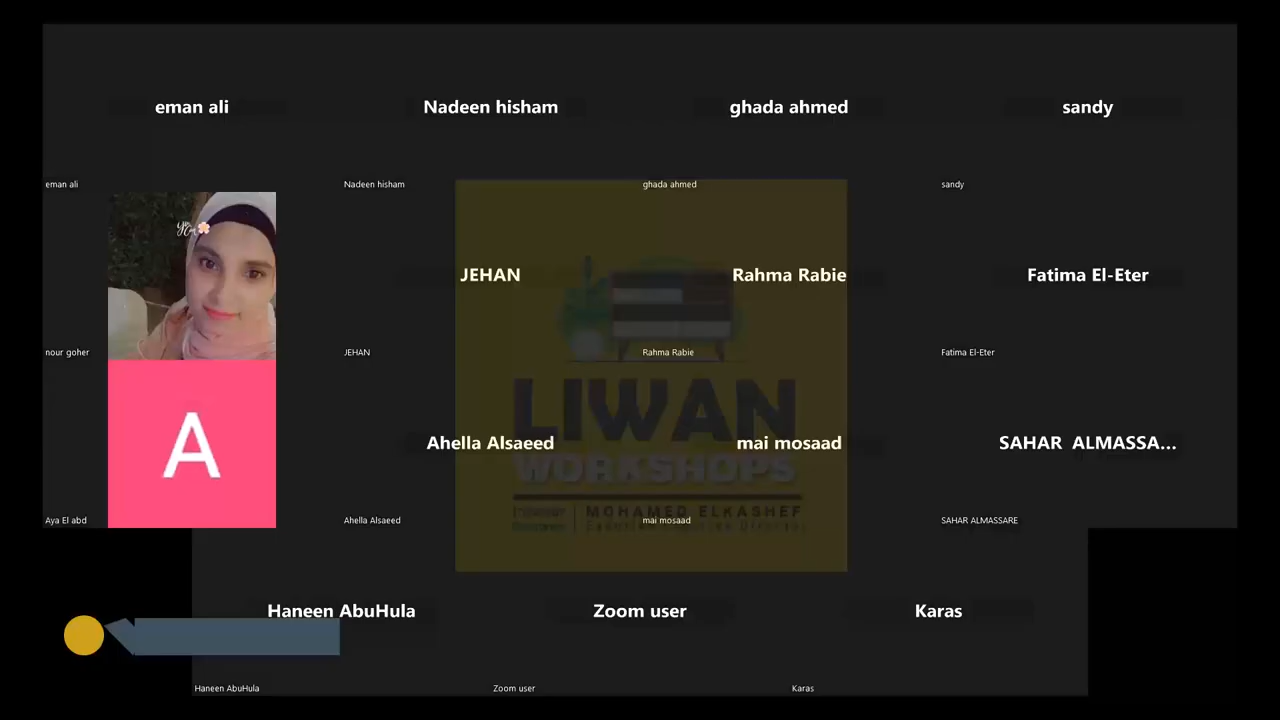 eman ali
Nadeen hisham
ghada ahmed
sandy
eman ali
Nadeen hisham
ghada ahmed
sandy
JEHAN
Rahma Rabie
Fatima El-Eter
nour goher
JEHAN
Rahma Rabie
Fatima El-Eter
LIWAN
A
Ahella Alsaeed
mai mosaad
SAHAR ALMASSA...
WORKSHOPS
MOHAMED ELKASHEF
Aya El abd
Ahella Alsaeed
mai mosaad
SAHAR ALMASSARE
Haneen AbuHula
Zoom user
Karas
Haneen AbuHula
Zoom user
Karas